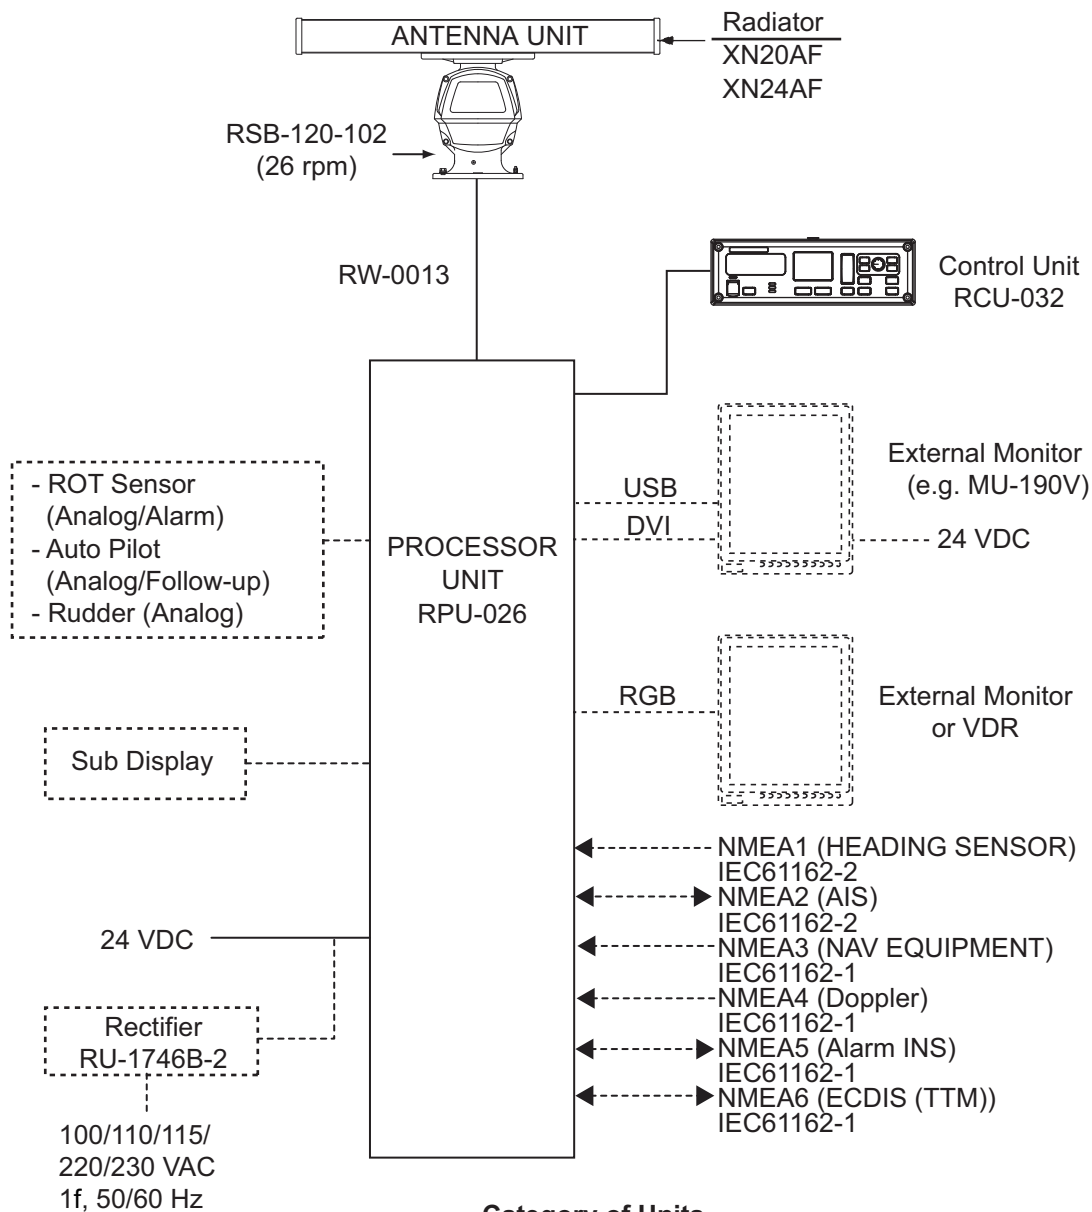 ANTENNA UNIT
Radiator
XN20AF
XN24AF
RSB-120-102
(26 rpm)
RW-0013
Control Unit
RCU-032
External Monitor
(e.g. MU-190V)
USB
DVI
24 VDC
- ROT Sensor
(Analog/Alarm)
- Auto Pilot
(Analog/Follow-up)
- Rudder (Analog)
PROCESSOR
UNIT
RPU-026
RGB
External Monitor
or VDR
Sub Display
NMEA1 (HEADING SENSOR)
IEC61162-2
NMEA2 (AIS)
IEC61162-2
NMEA3 (NAV EQUIPMENT)
IEC61162-1
NMEA4 (Doppler)
IEC61162-1
NMEA5 (Alarm INS)
IEC61162-1
NMEA6 (ECDIS (TTM))
IEC61162-1
24 VDC
Rectifier
RU-1746B-2
100/110/115/
220/230 VAC
1f, 50/60 Hz
Category of Units